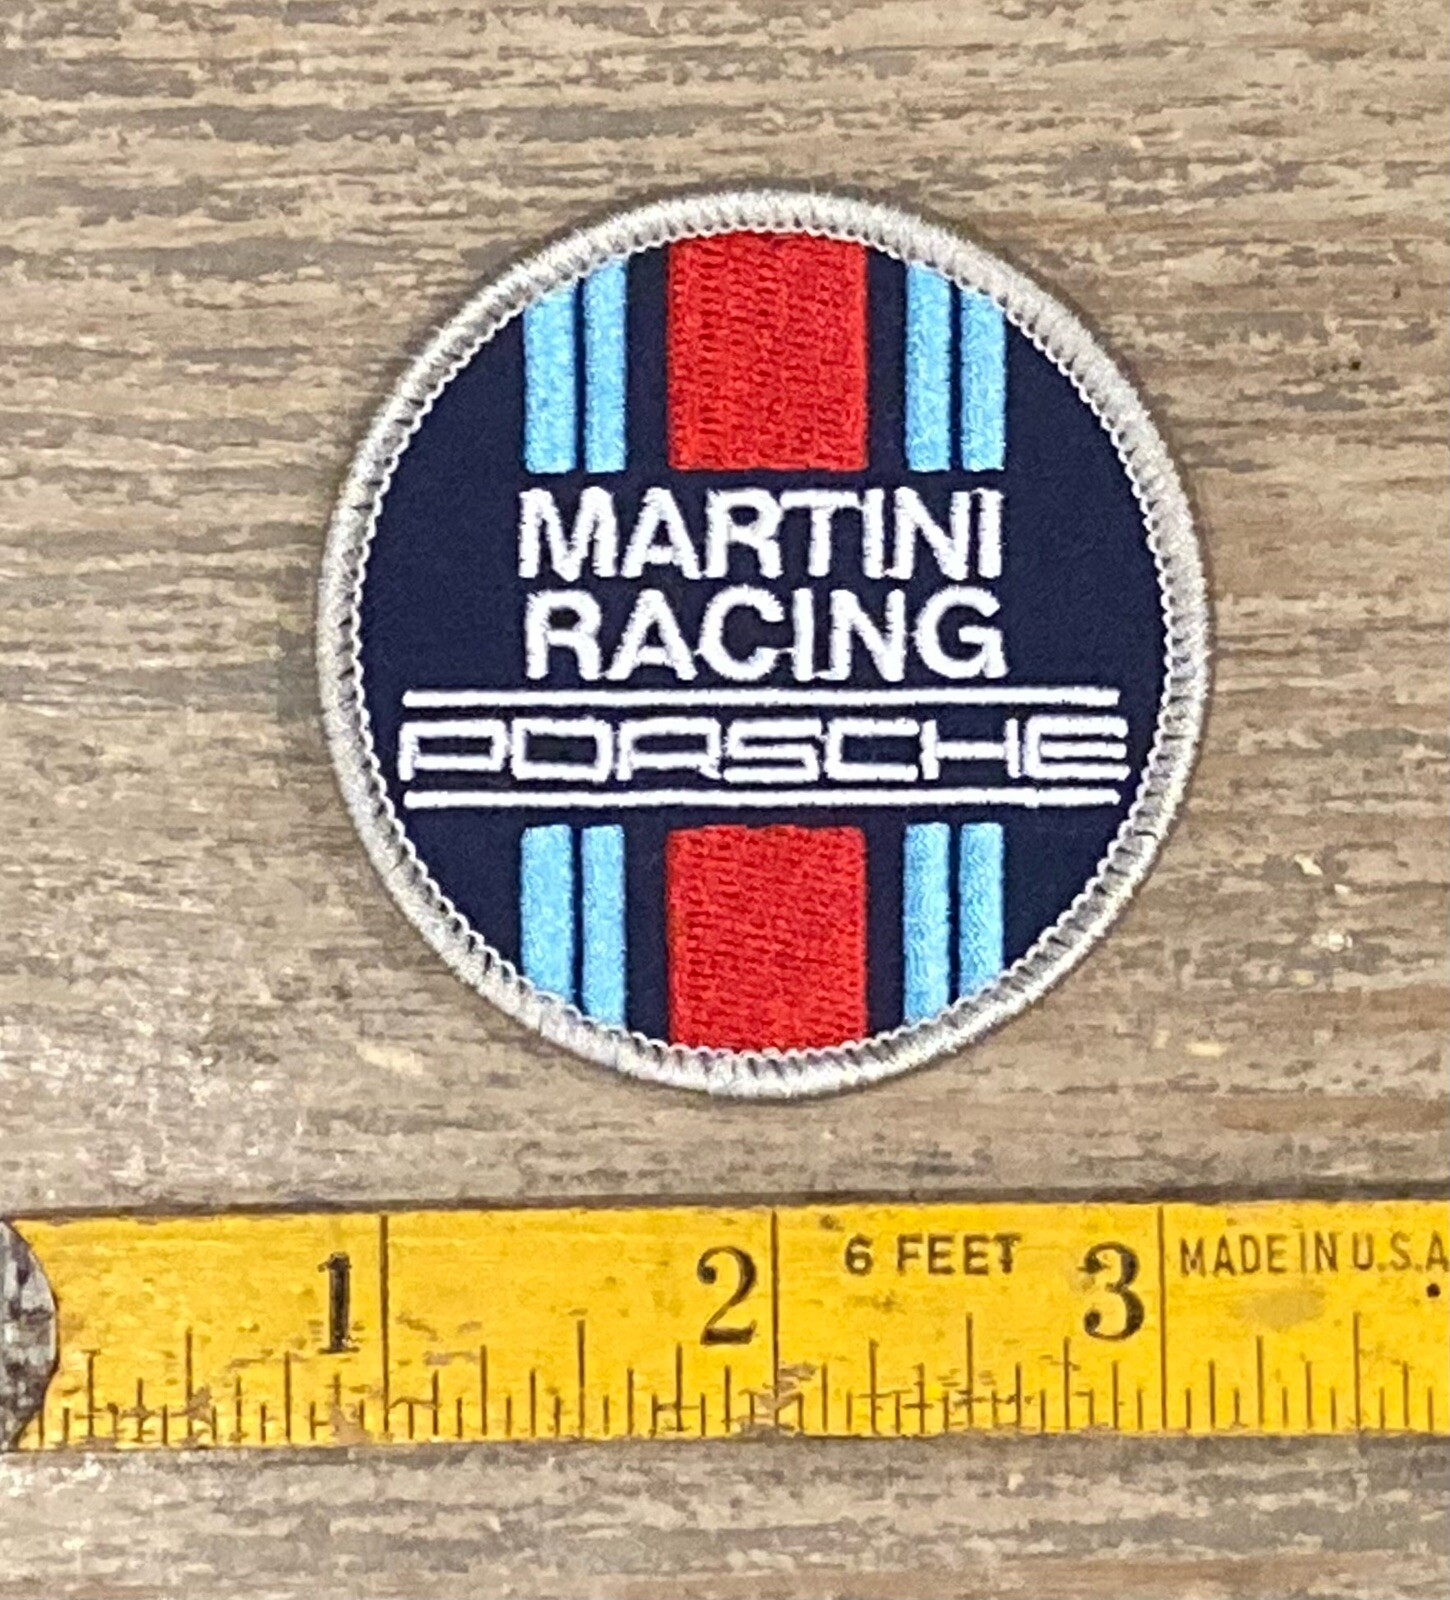 MARTINI
RACING
PORSCHE
1 2 6 FEET 3 MADE IN U.S.A